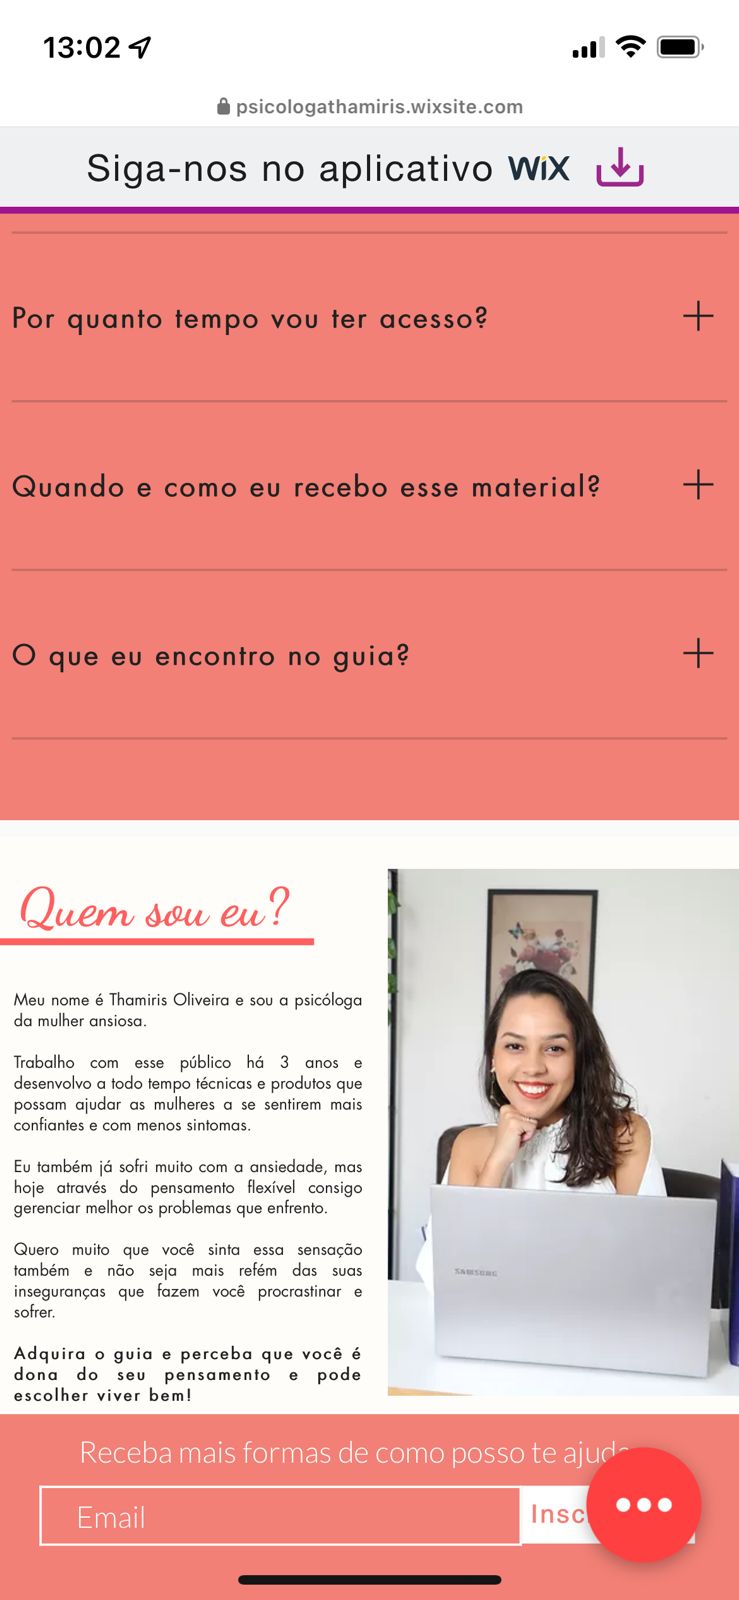 13:02
psicologathamiris.wixsite.com
Siga-nos no aplicativo WiX
Por quanto tempo vou ter acesso?
Quando e como eu recebo esse material?
O que eu encontro no guia?
Quem sou eu?
Meu nome é Thamiris Oliveira e sou a psicóloga
da mulher ansiosa.
Trabalho com esse público há 3 anos e
desenvolvo a todo tempo técnicas e produtos que
possam ajudar as mulheres a se sentirem mais
confiantes e com menos sintomas.
Eu também já sofri muito com a ansiedade, mas
hoje através do pensamento flexível consigo
gerenciar melhor os problemas que enfrento.
Quero muito que você sinta essa sensação
também e não seja mais refém das suas
inseguranças que fazem você procrastinar e
sofrer.
Adquira o guia e perceba que você é
dona do seu pensamento e pode
escolher viver bem!
SAMSUNG
Receba mais formas de como posso te
Email